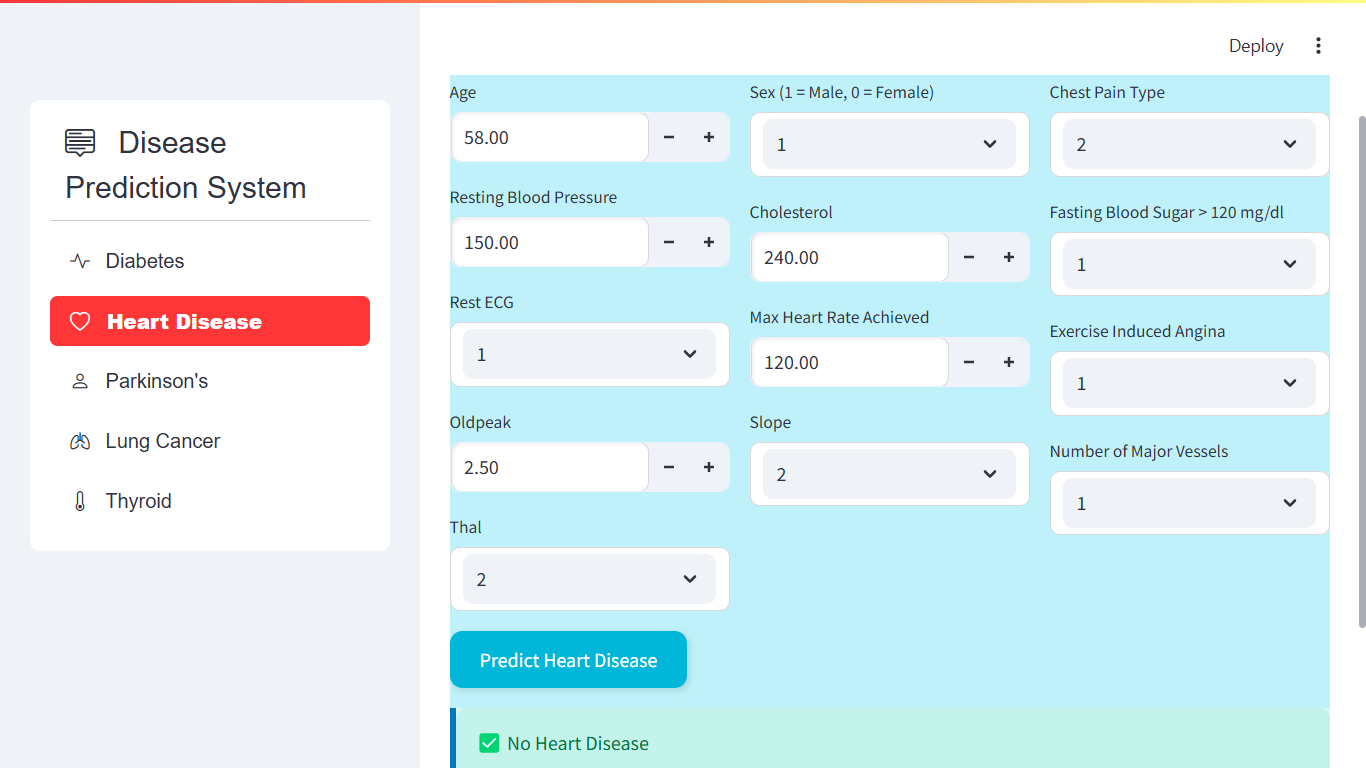 Deploy
Disease
Prediction System
Diabetes
Heart Disease
Parkinson's
Lung Cancer
Thyroid
Age
58.00
Sex (1 = Male, 0 = Female)
1
Chest Pain Type
2
Resting Blood Pressure
150.00
Cholesterol
240.00
Fasting Blood Sugar > 120 mg/dl
1
Rest ECG
1
Max Heart Rate Achieved
120.00
Exercise Induced Angina
1
Oldpeak
2.50
Slope
2
Number of Major Vessels
1
Thal
2
Predict Heart Disease
No Heart Disease